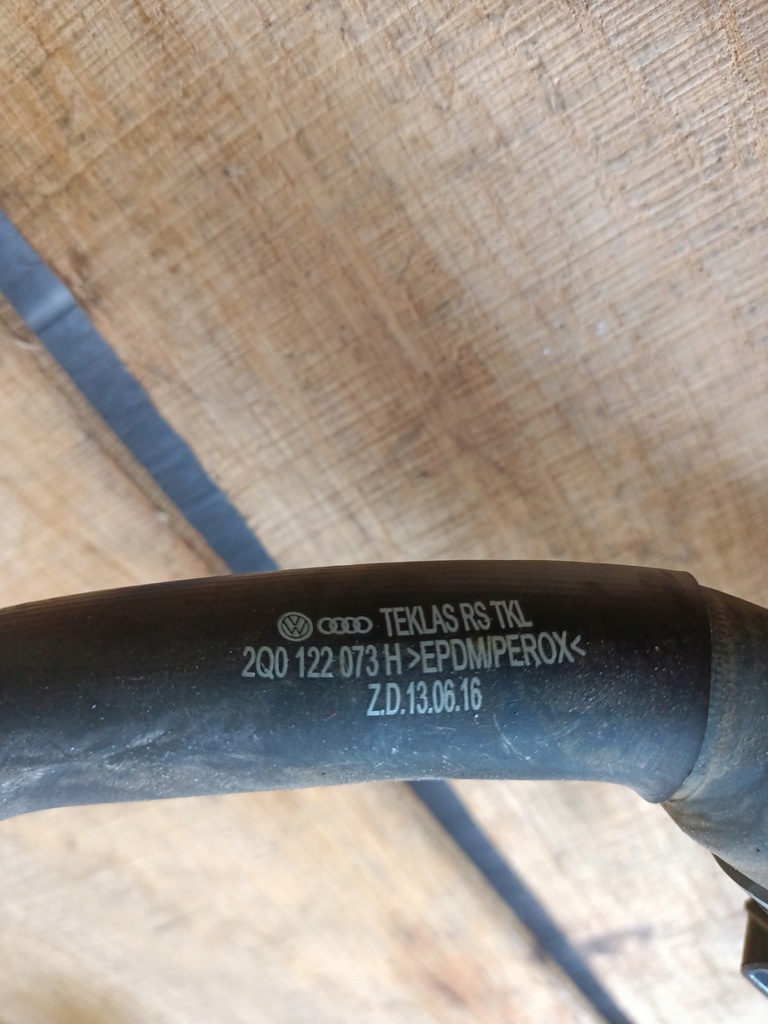 TEKLAS RS TKL
2Q0 122 073 H >EPDM/PEROX<
Z.D.13.06.16